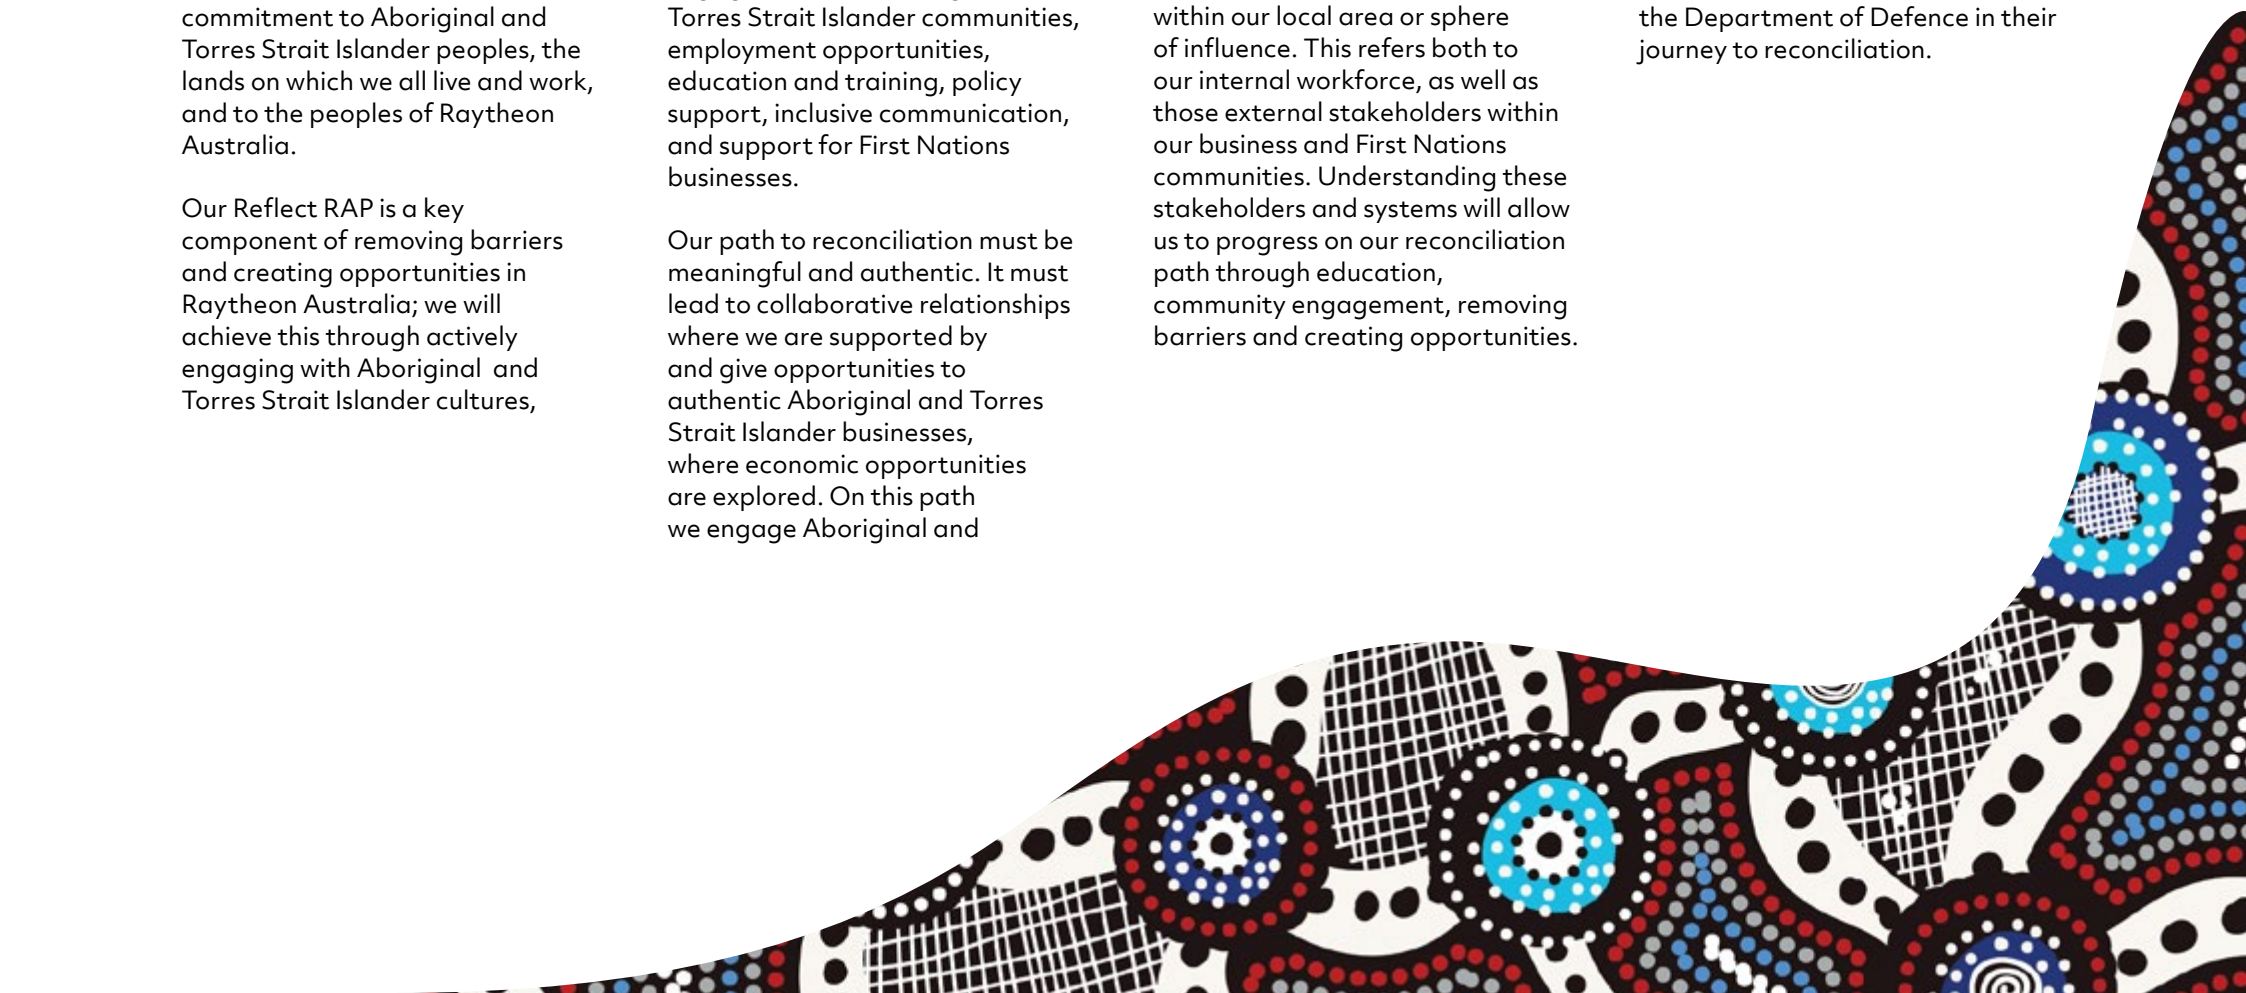 commitment to Aboriginal and
Torres Strait Islander peoples, the
lands on which we all live and work,
and to the peoples of Raytheon
Australia.
Our Reflect RAP is a key
component of removing barriers
and creating opportunities in
Raytheon Australia; we will
achieve this through actively
engaging with Aboriginal  and
Torres Strait Islander cultures,
Torres Strait Islander communities,
employment opportunities,
education and training, policy
support, inclusive communication,
and support for First Nations
businesses.
Our path to reconciliation must be
meaningful and authentic. It must
lead to collaborative relationships
where we are supported by
and give opportunities to
authentic Aboriginal and Torres
Strait Islander businesses,
where economic opportunities
are explored. On this path
we engage Aboriginal and
within our local area or sphere
of influence. This refers both to
our internal workforce, as well as
those external stakeholders within
our business and First Nations
communities. Understanding these
stakeholders and systems will allow
us to progress on our reconciliation
path through education,
community engagement, removing
barriers and creating opportunities.
the Department of Defence in their
journey to reconciliation.